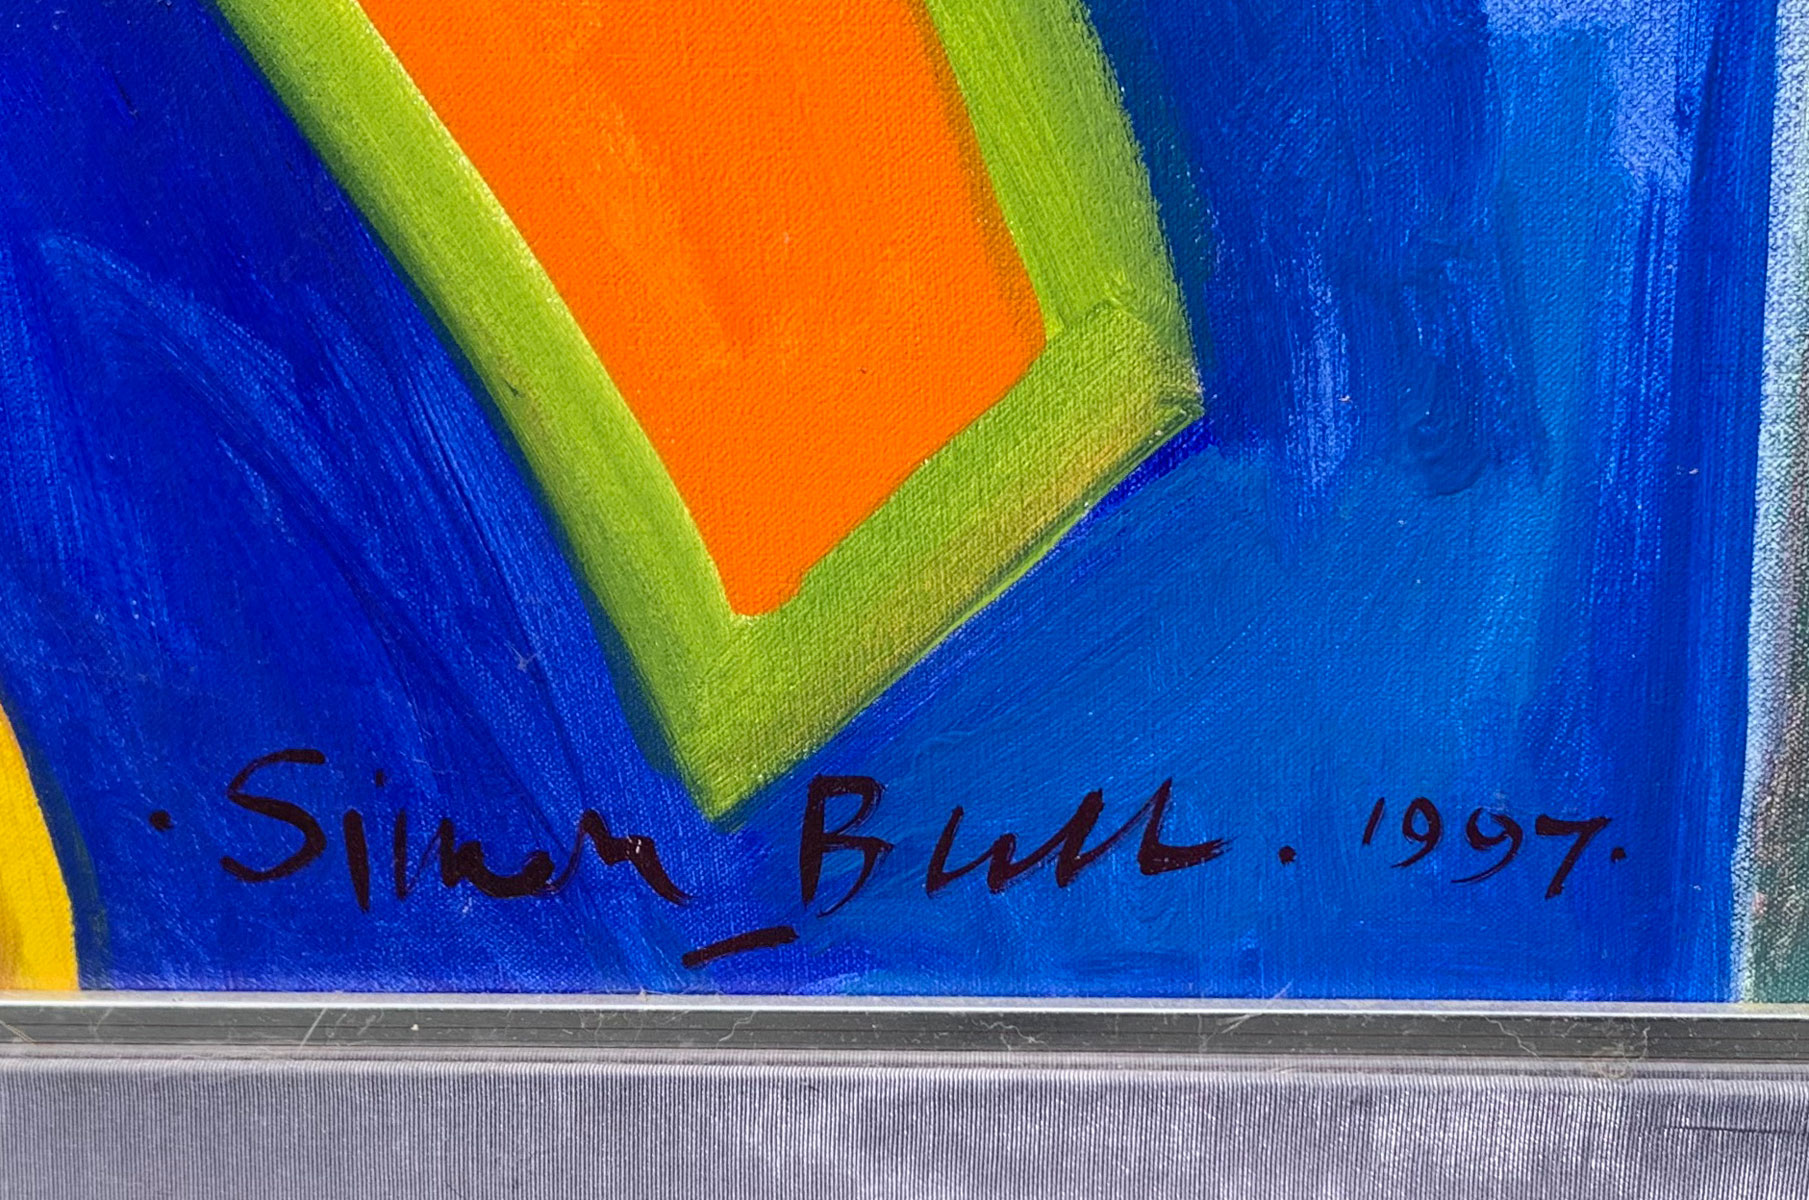 . Simon Bull . 1997.